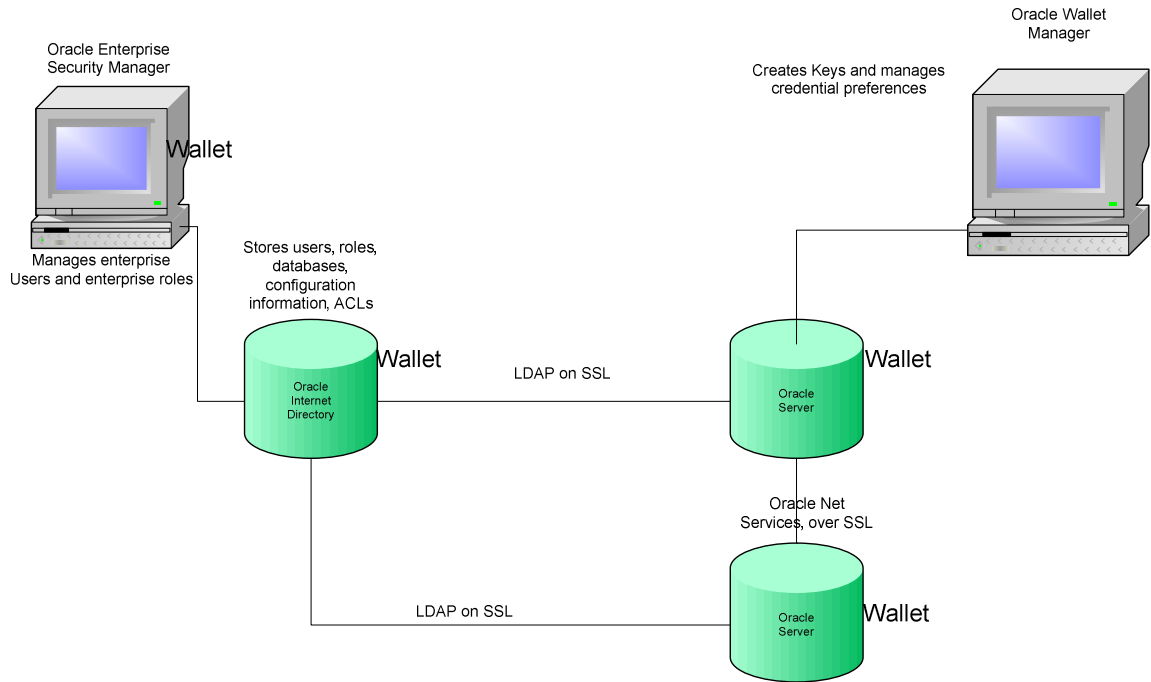 Oracle Enterprise
Security Manager
Wallet
Manages enterprise
Users and enterprise roles
Oracle Wallet
Manager
Creates Keys and manages
credential preferences
Stores users, roles,
databases,
configuration
information, ACLs
Oracle
Internet
Directory
Wallet
LDAP on SSL
Oracle
Server
Wallet
Oracle Net
Services, over SSL
LDAP on SSL
Oracle
Server
Wallet